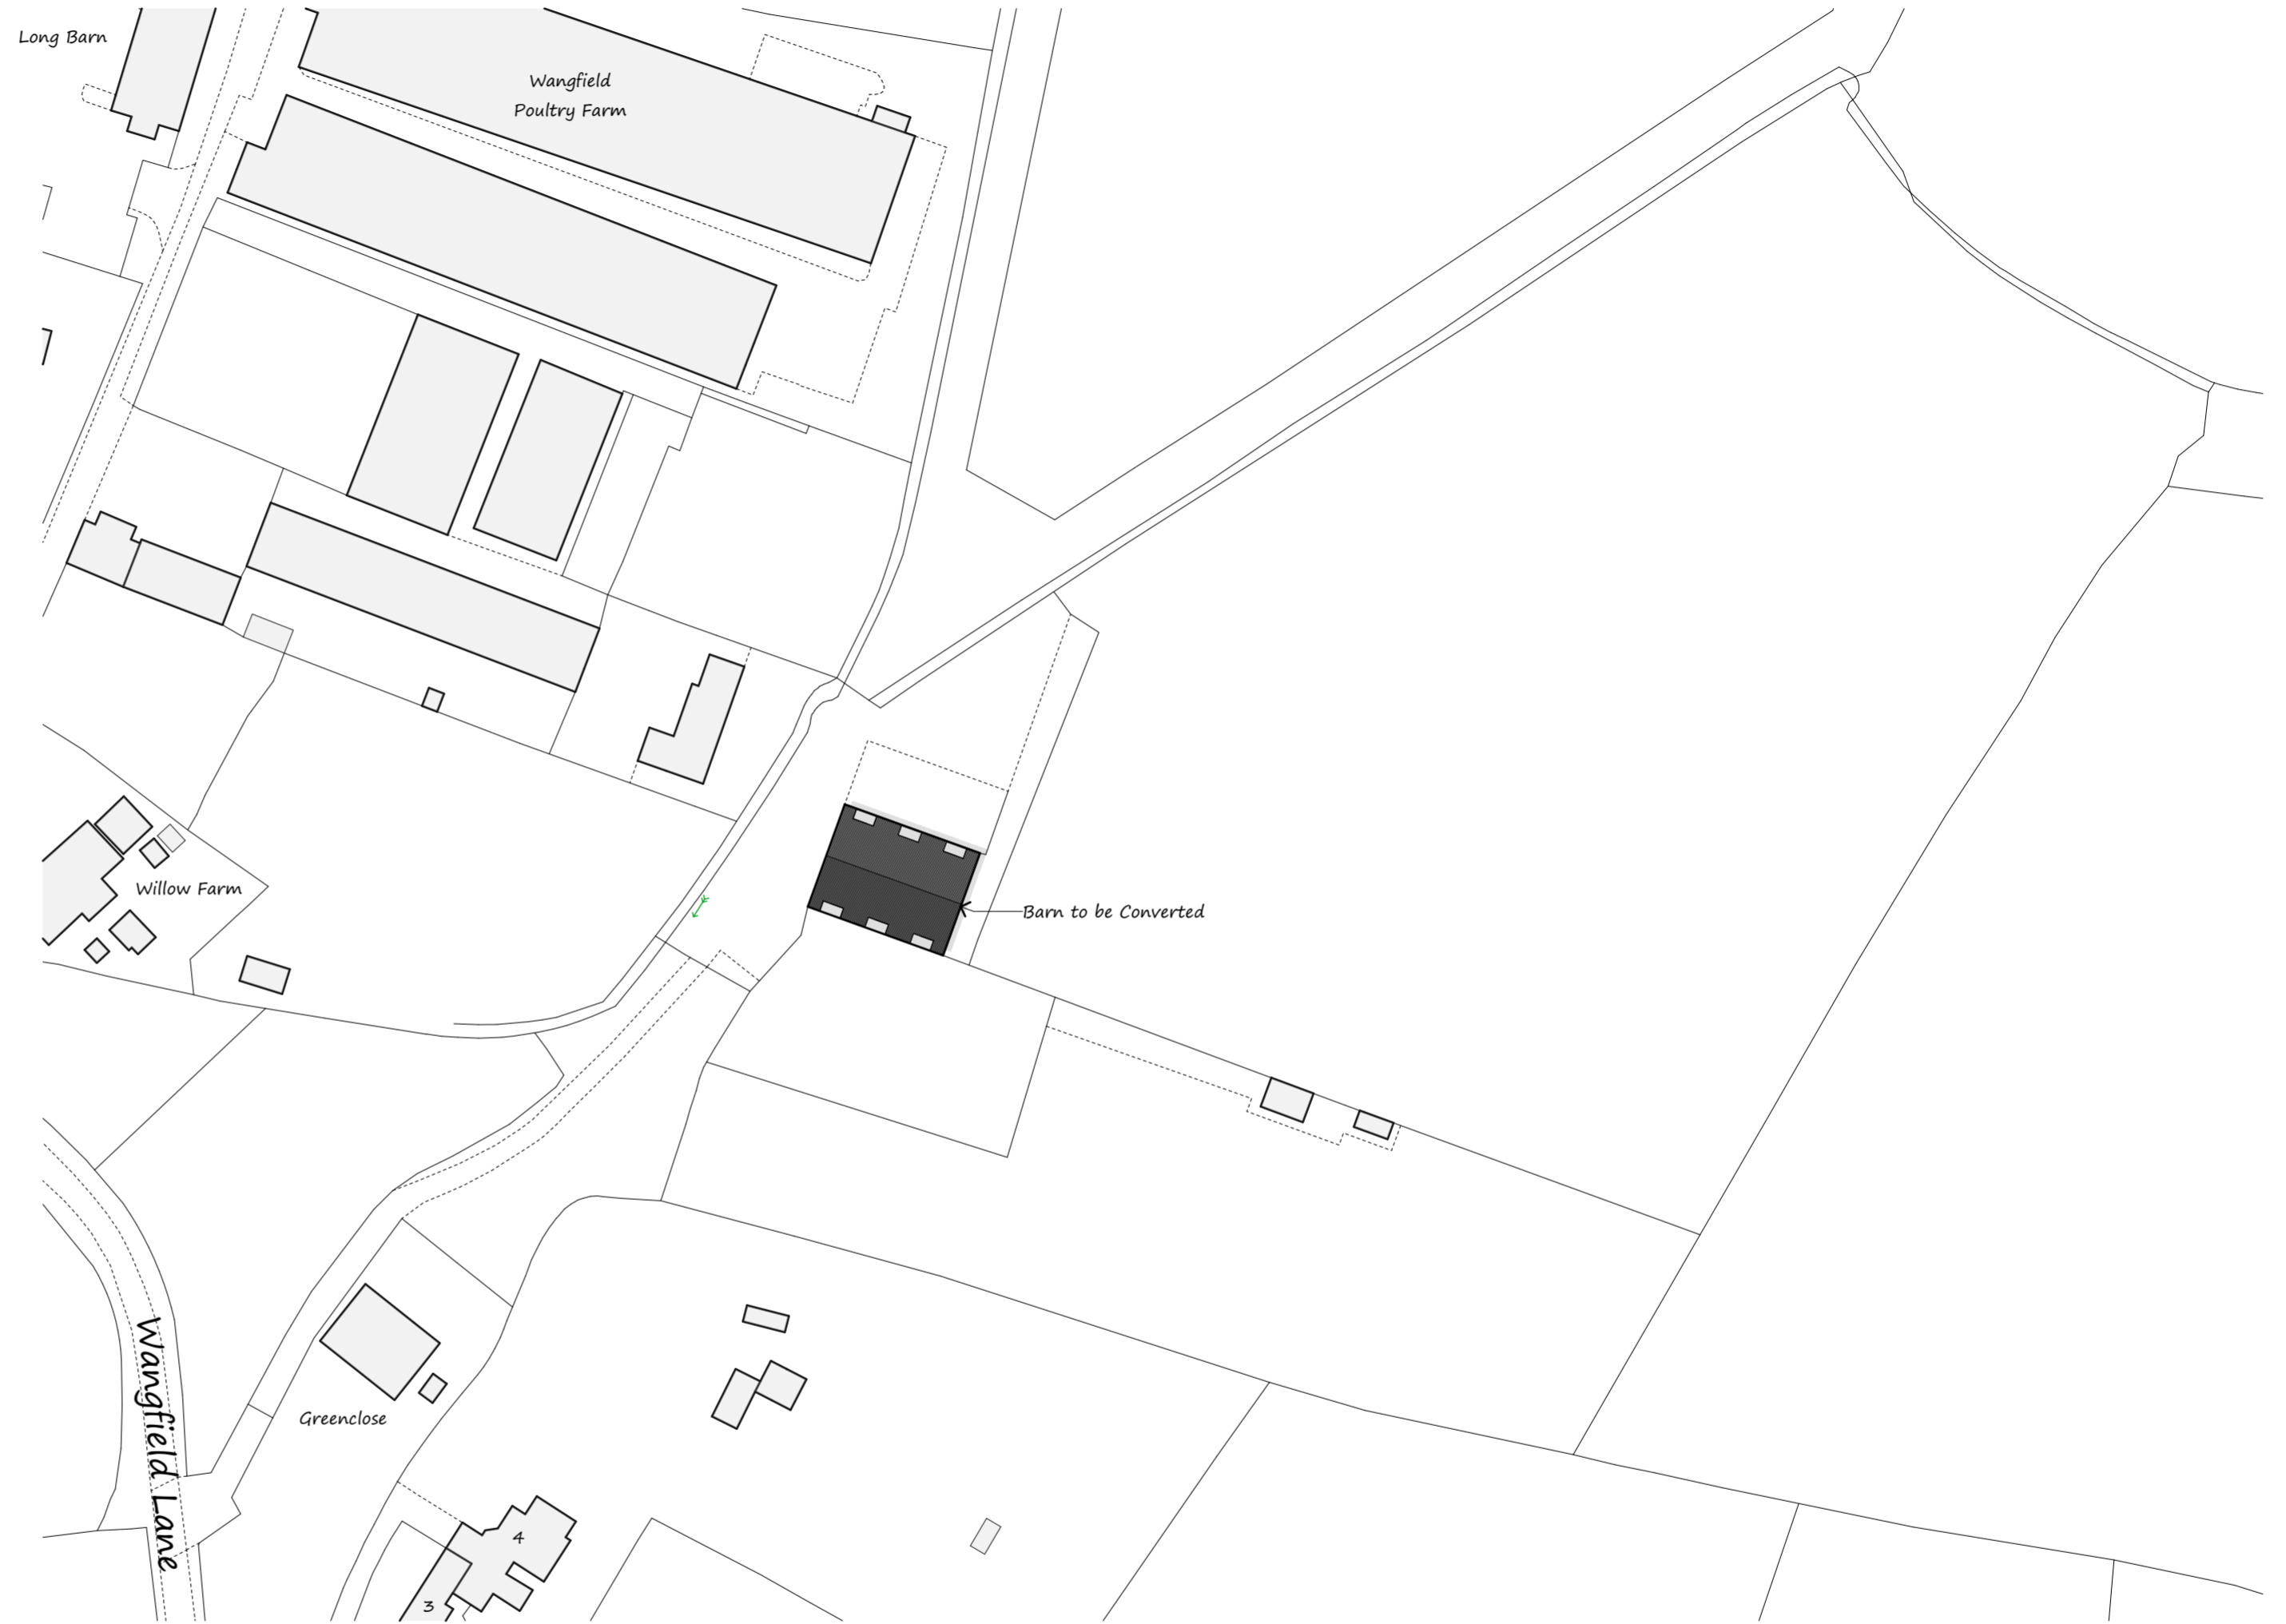 Long Barn
Wangfield
Poultry Farm
Willow Farm
Barn to be Converted
Wangfield Lane
Greenclose
4
3